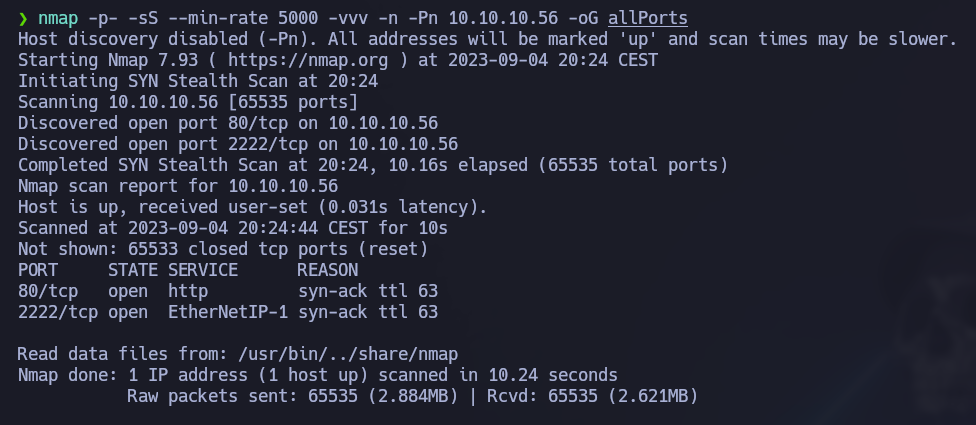 ❯ nmap -p- -sS --min-rate 5000 -vvv -n -Pn 10.10.10.56 -oG allPorts
Host discovery disabled (-Pn). All addresses will be marked 'up' and scan times may be slower.
Starting Nmap 7.93 ( https://nmap.org ) at 2023-09-04 20:24 CEST
Initiating SYN Stealth Scan at 20:24
Scanning 10.10.10.56 [65535 ports]
Discovered open port 80/tcp on 10.10.10.56
Discovered open port 2222/tcp on 10.10.10.56
Completed SYN Stealth Scan at 20:24, 10.16s elapsed (65535 total ports)
Nmap scan report for 10.10.10.56
Host is up, received user-set (0.031s latency).
Scanned at 2023-09-04 20:24:44 CEST for 10s
Not shown: 65533 closed tcp ports (reset)
PORT     STATE SERVICE      REASON
80/tcp   open  http         syn-ack ttl 63
2222/tcp open  EtherNetIP-1 syn-ack ttl 63

Read data files from: /usr/bin/../share/nmap
Nmap done: 1 IP address (1 host up) scanned in 10.24 seconds
           Raw packets sent: 65535 (2.884MB) | Rcvd: 65535 (2.621MB)